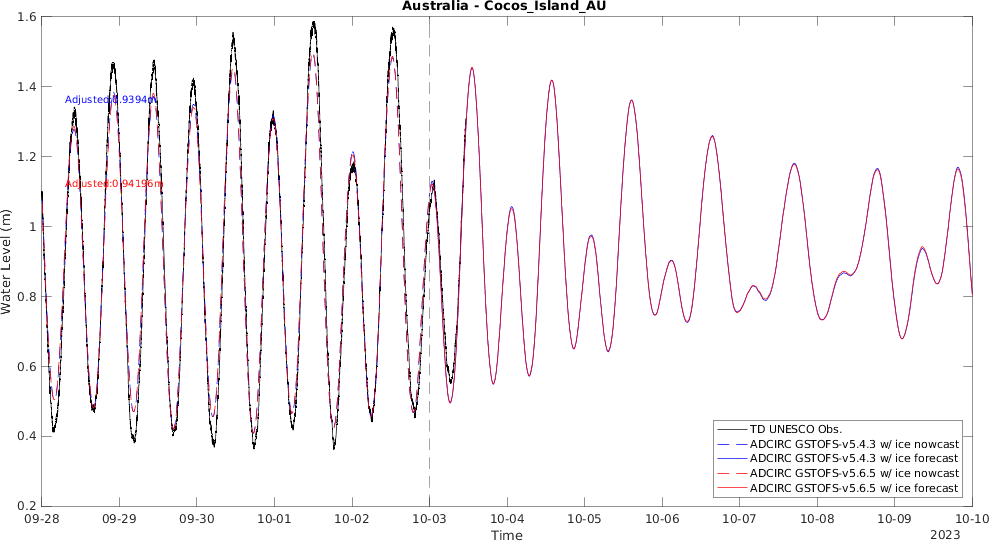 Australia - Cocos_Island_AU
1.6
1.4
1.2
1
0.8
0.6
0.4
0.2
Water Level (m)
Adjusted:0.9394m
Adjusted:0.94196m
TD UNESCO Obs.
ADCIRC GSTOFS-v5.4.3 w/ ice nowcast
ADCIRC GSTOFS-v5.4.3 w/ ice forecast
ADCIRC GSTOFS-v5.6.5 w/ ice nowcast
ADCIRC GSTOFS-v5.6.5 w/ ice forecast
09-28 09-29 09-30 10-01 10-02 10-03 10-04 10-05 10-06 10-07 10-08 10-09 10-10
Time
2023